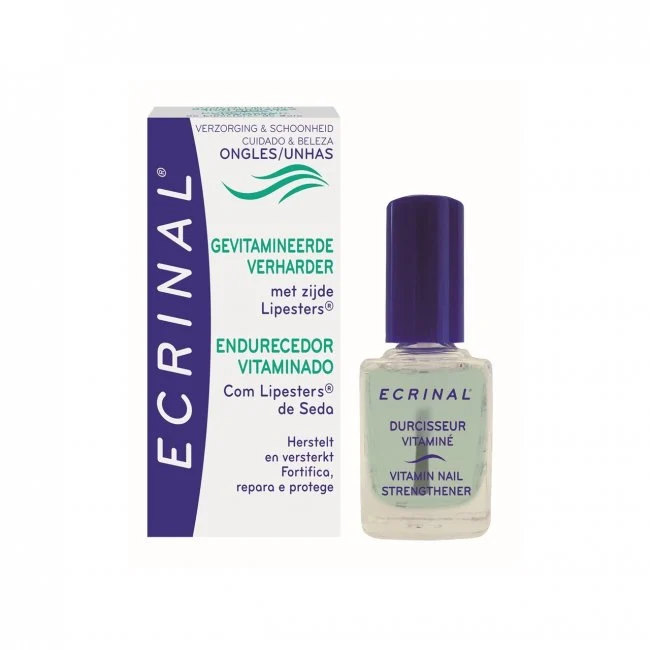 VERZORGING & SCHOONHEID
CUIDADO & BELEZA
ONGLES/UNHAS
ECRINAL®
GEVITAMINEERDE
VERHARDER
met zijde
Lipesters®
ENDURECEDOR
VITAMINADO
Com Lipesters®
de Seda
Herstelt
en versterkt
Fortifica,
repara e protege
ECRINAL®
DURCISSEUR
VITAMINÉ
VITAMIN NAIL
STRENGTHENER